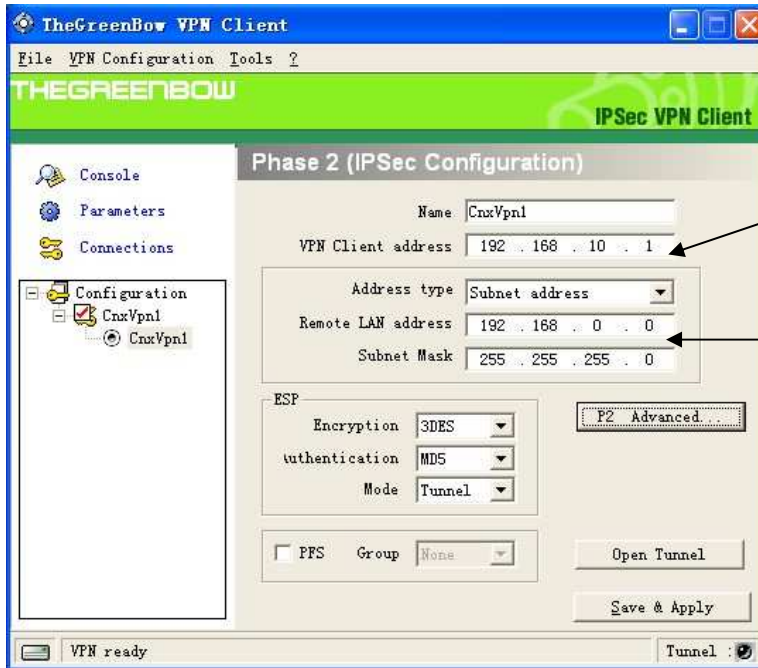 TheGreenBow VPN Client
File VPN Configuration Tools ?
THEGREENBOW
IPSec VPN Client
Console
Parameters
Connections
Configuration
CnxVpn1
CnxVpn1
Phase 2 (IPSec Configuration)
Name CnxVpn1
VPN Client address 192 . 168 . 10 . 1
Address type Subnet address
Remote LAN address 192 . 168 . 0 . 0
Subnet Mask 255 . 255 . 255 . 0
ESP
Encryption 3DES
uthentication MD5
Mode Tunnel
P2 Advanced...
PFS Group None
Open Tunnel
Save & Apply
VPN ready
Tunnel :